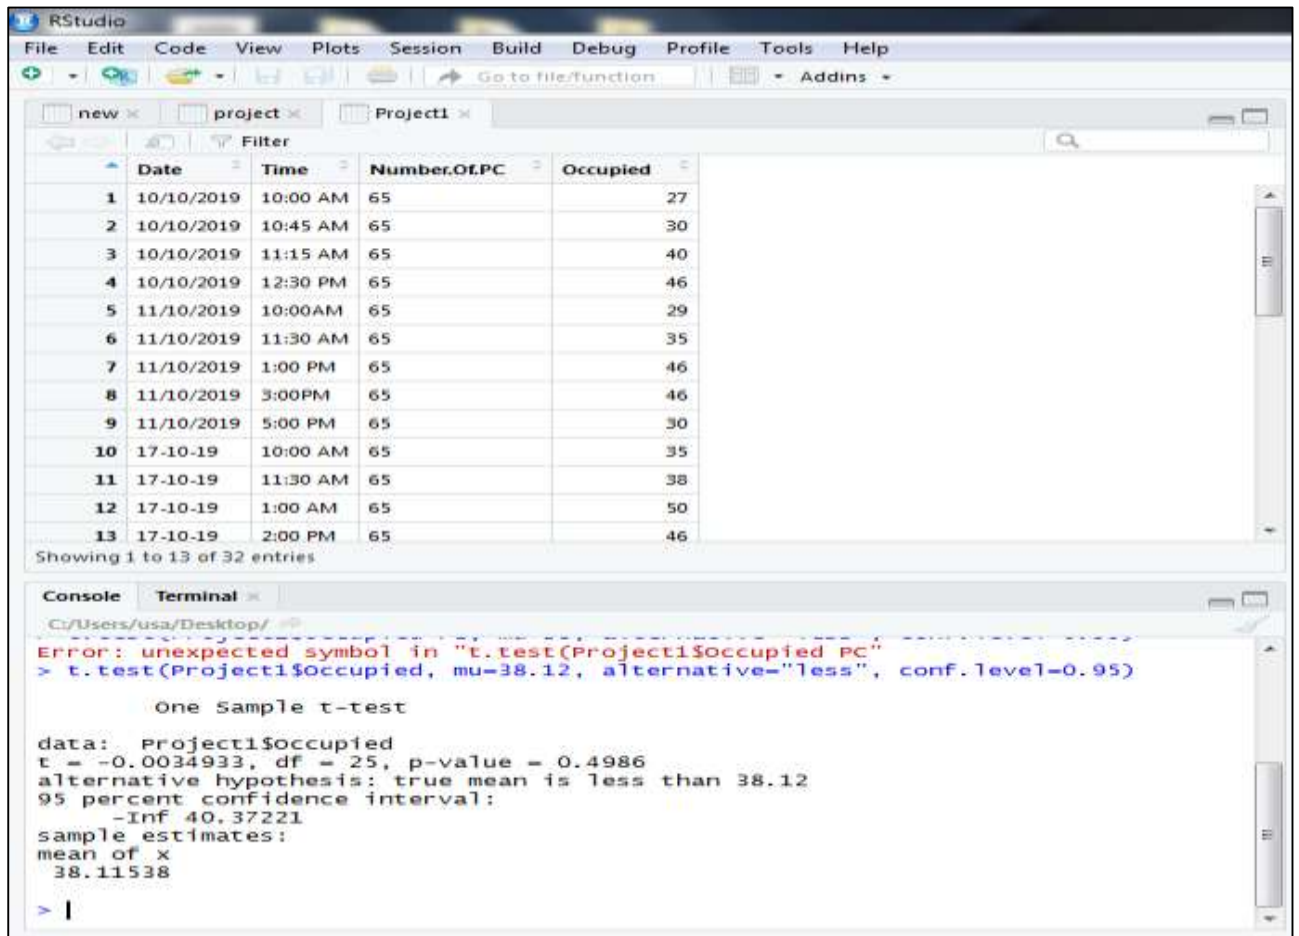 RStudio
File Edit Code View Plots Session Build Debug Profile Tools Help
Go to file/function Addins
new project Project1
Filter
Date Time Number.Of.PC Occupied
1 10/10/2019 10:00 AM 65 27
2 10/10/2019 10:45 AM 65 30
3 10/10/2019 11:15 AM 65 40
4 10/10/2019 12:30 PM 65 46
5 11/10/2019 10:00AM 65 29
6 11/10/2019 11:30 AM 65 35
7 11/10/2019 1:00 PM 65 46
8 11/10/2019 3:00PM 65 46
9 11/10/2019 5:00 PM 65 30
10 17-10-19 10:00 AM 65 35
11 17-10-19 11:30 AM 65 38
12 17-10-19 1:00 AM 65 50
13 17-10-19 2:00 PM 65 46
Showing 1 to 13 of 32 entries
Console Terminal
C:/Users/usa/Desktop/
Error: unexpected symbol in "t.test(Project1$Occupied PC"
> t.test(Project1$Occupied, mu=38.12, alternative="less", conf.level=0.95)
One Sample t-test
data: Project1$Occupied
t = -0.0034933, df = 25, p-value = 0.4986
alternative hypothesis: true mean is less than 38.12
95 percent confidence interval:
-Inf 40.37221
sample estimates:
mean of x
38.11538
>